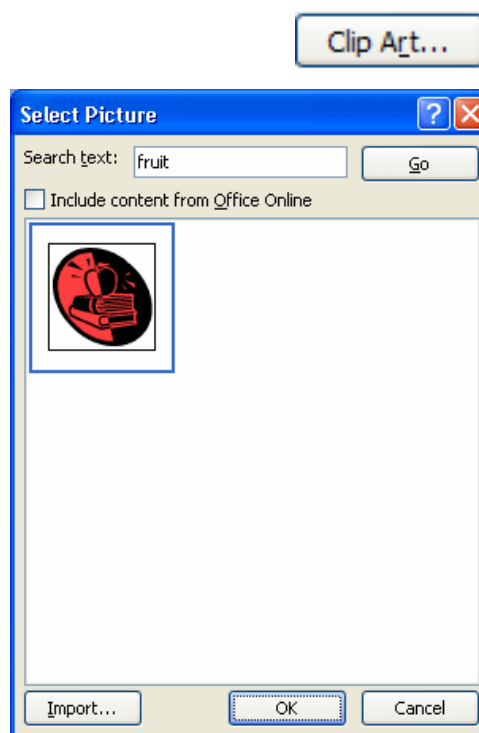 Clip Art...
Select Picture
Search text: fruit Go
Include content from Office Online
Import... OK Cancel